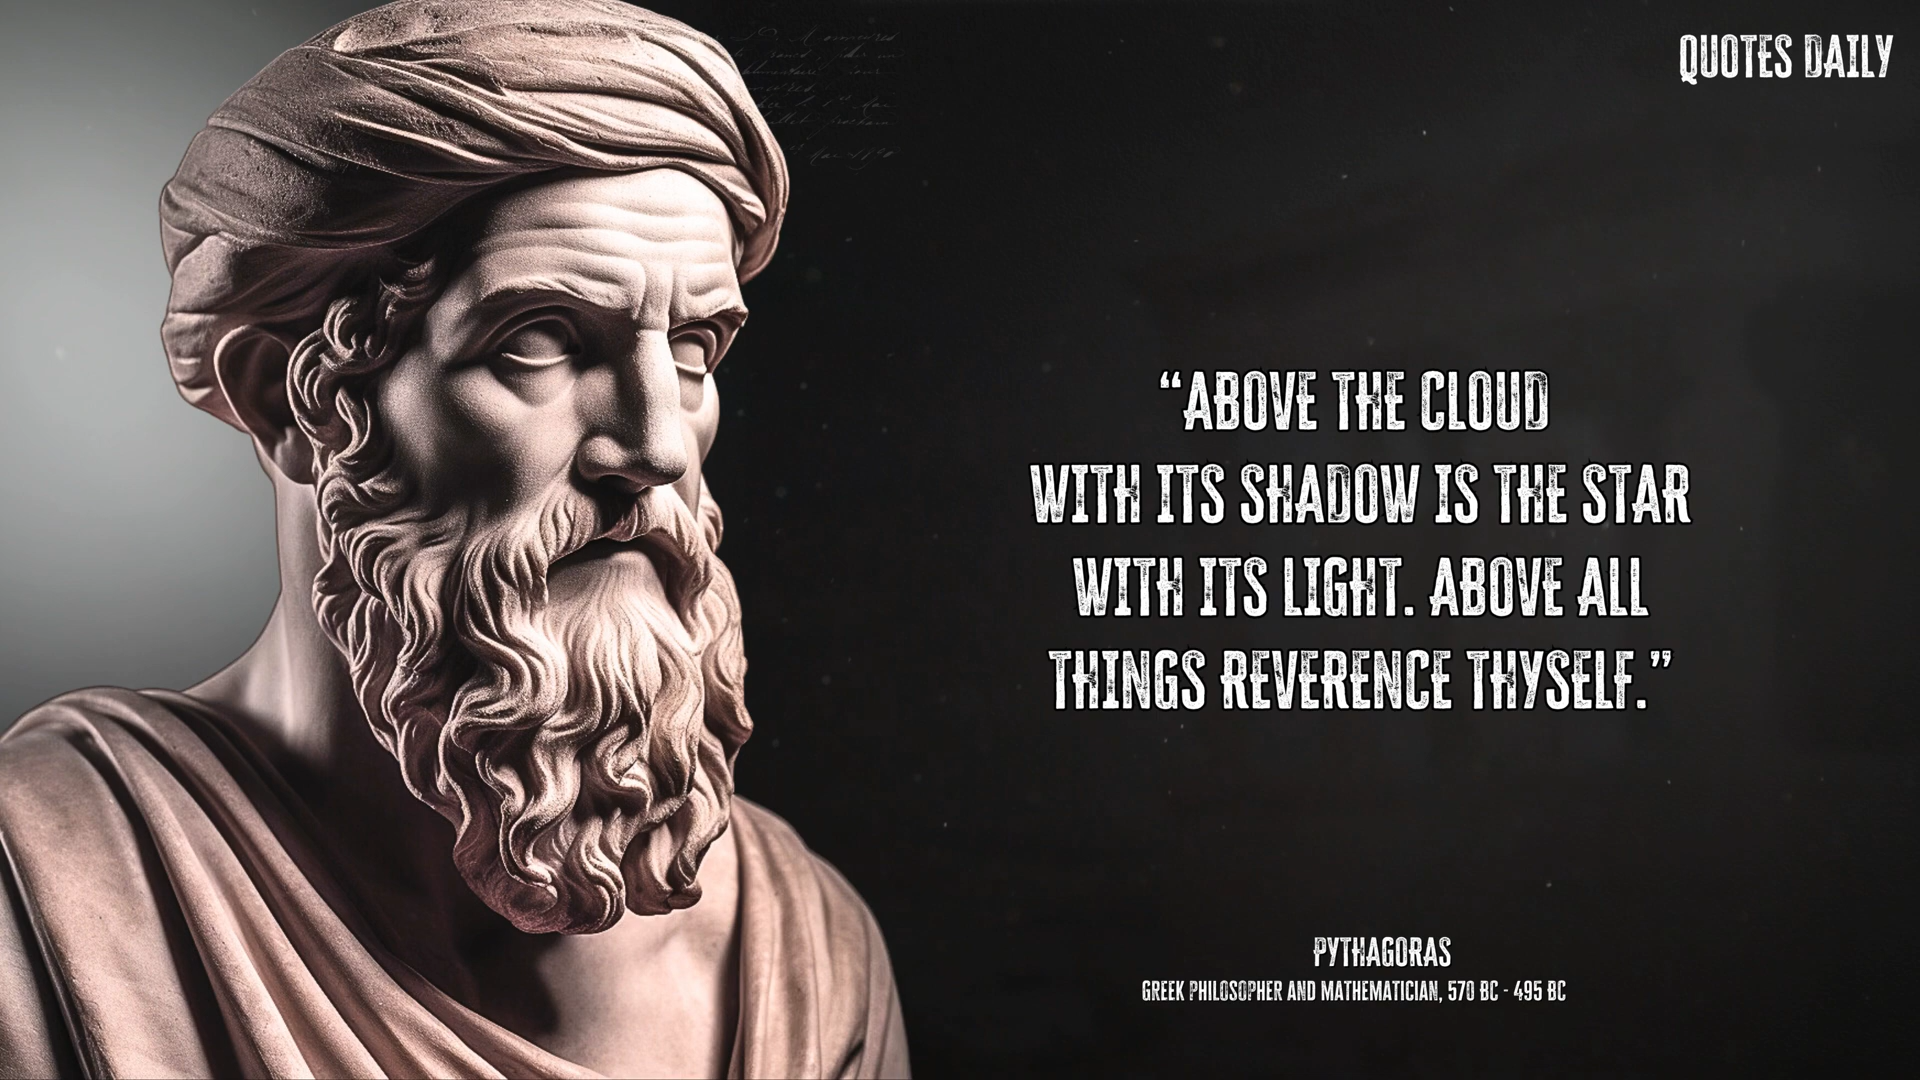 QUOTES DAILY
“ABOVE THE CLOUD
WITH ITS SHADOW IS THE STAR
WITH ITS LIGHT. ABOVE ALL
THINGS REVERENCE THYSELF.”
PYTHAGORAS
GREEK PHILOSOPHER AND MATHEMATICIAN, 570 BC - 495 BC